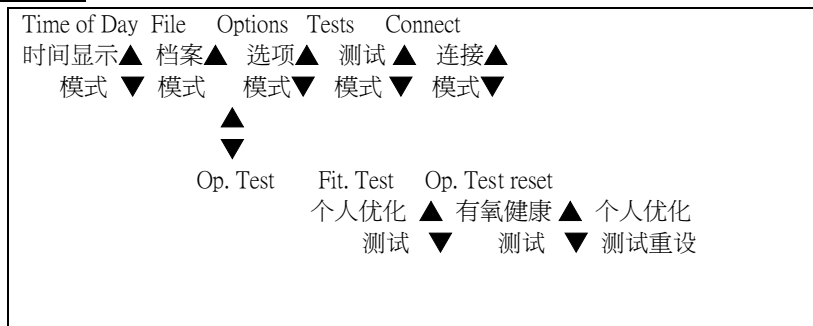 Time of Day File Options Tests Connect
时间显示▲ 档案▲ 选项▲ 测试▲ 连接▲
模式 ▼ 模式 模式▼ 模式 ▼ 模式▼
▲
▼
Op. Test Fit. Test Op. Test reset
个人优化 ▲ 有氧健康 ▲ 个人优化
测试 ▼ 测试 ▼ 测试重设